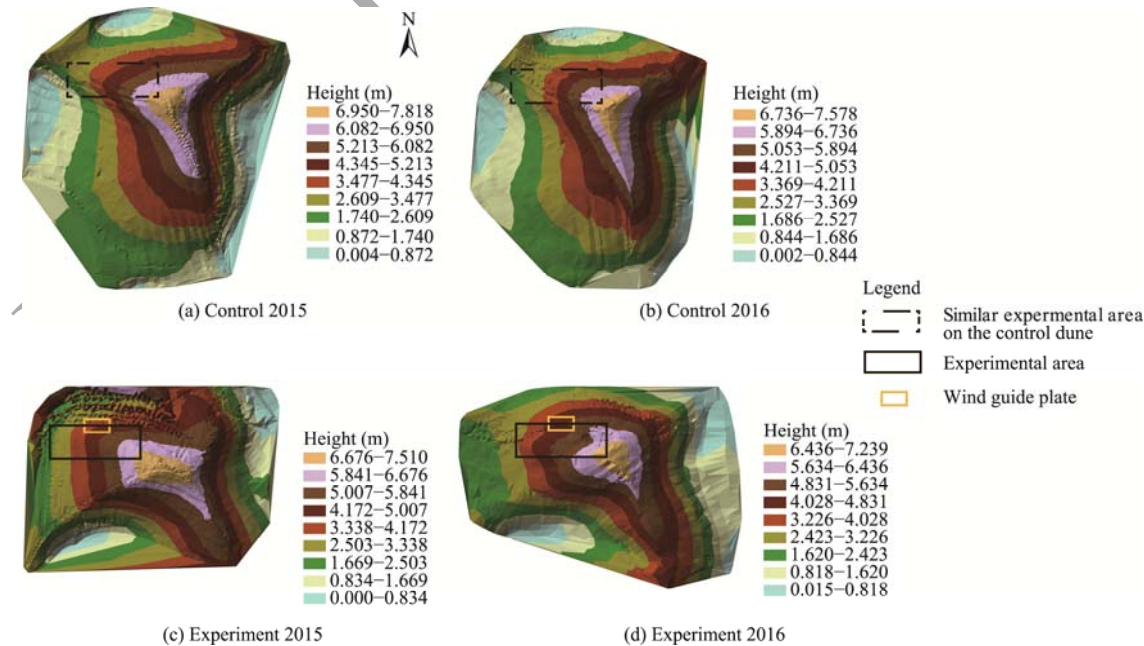 N
Height (m)
6.950−7.818
6.082−6.950
5.213−6.082
4.345−5.213
3.477−4.345
2.609−3.477
1.740−2.609
0.872−1.740
0.004−0.872
(a) Control 2015
Height (m)
6.736−7.578
5.894−6.736
5.053−5.894
4.211−5.053
3.369−4.211
2.527−3.369
1.686−2.527
0.844−1.686
0.002−0.844
(b) Control 2016
Legend
Similar expermental area
on the control dune
Experimental area
Wind guide plate
Height (m)
6.676−7.510
5.841−6.676
5.007−5.841
4.172−5.007
3.338−4.172
2.503−3.338
1.669−2.503
0.834−1.669
0.000−0.834
(c) Experiment 2015
Height (m)
6.436−7.239
5.634−6.436
4.831−5.634
4.028−4.831
3.226−4.028
2.423−3.226
1.620−2.423
0.818−1.620
0.015−0.818
(d) Experiment 2016